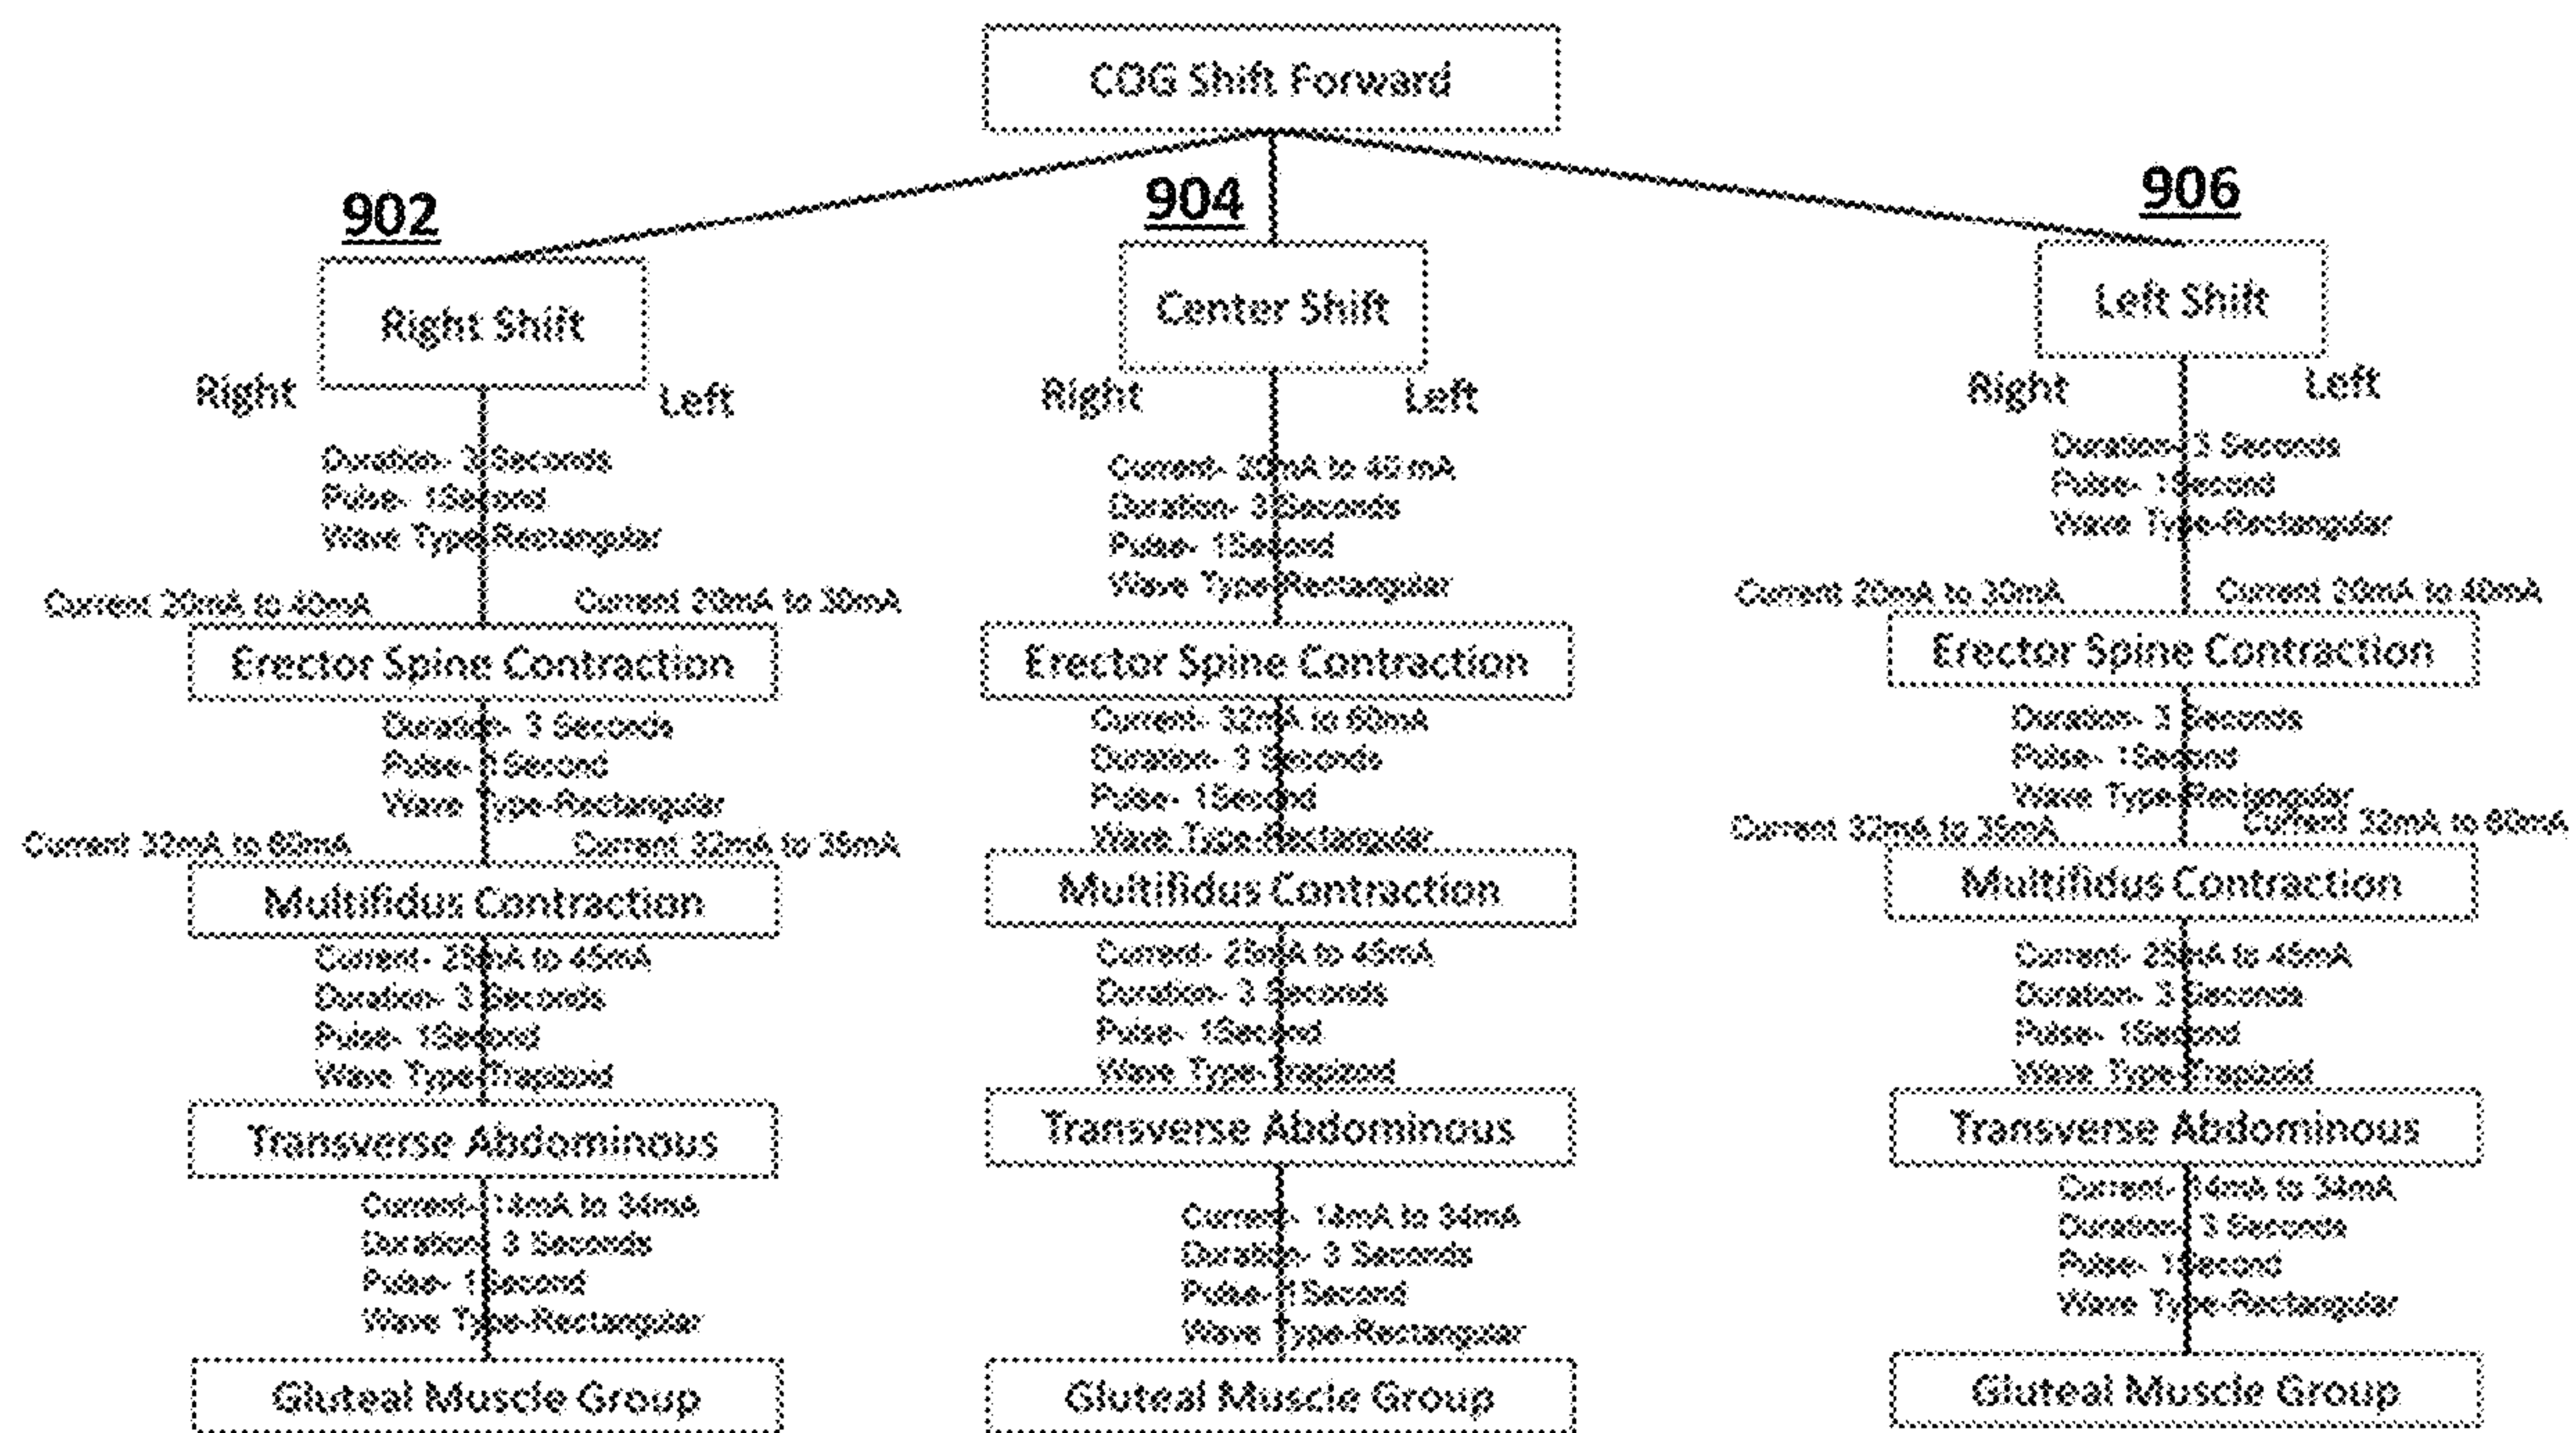 COG Shift Forward
902
Right Shift
Right
Left
Duration- 3 Seconds
Pulse- 1Second
Wave Type-Rectangular
Current 20mA to 40mA
Current 20mA to 30mA
Erector Spine Contraction
Duration- 3 Seconds
Pulse- 1Second
Wave Type-Rectangular
Current 32mA to 60mA
Current 32mA to 35mA
Multifidus Contraction
Current- 25mA to 45mA
Duration- 3 Seconds
Pulse- 1Second
Wave Type-Trapizoid
Transverse Abdominous
Current- 14mA to 34mA
Duration- 3 Seconds
Pulse- 1Second
Wave Type-Rectangular
Gluteal Muscle Group
904
Center Shift
Right
Left
Current- to 40 mA
Duration- 3 Seconds
Pulse- 1Second
Wave Type-Rectangular
Erector Spine Contraction
Current- 32mA to 60mA
Duration- 3 Seconds
Pulse- 1Second
Wave Type-Rectangular
Multifidus Contraction
Current- 25mA to 45mA
Duration- 3 Seconds
Pulse- 1Second
Wave Type-Trapizoid
Transverse Abdominous
Current- 14mA to 34mA
Duration- 3 Seconds
Pulse- 1Second
Wave Type-Rectangular
Gluteal Muscle Group
906
Left Shift
Right
Left
Duration- 3 Seconds
Pulse- 1Second
Wave Type-Rectangular
Current 20mA to 30mA
Current 20mA to 40mA
Erector Spine Contraction
Duration- 3 Seconds
Pulse- 1Second
Wave Type-Rectangular
Current 32mA to 35mA
Current 32mA to 60mA
Multifidus Contraction
Current- 25mA to 45mA
Duration- 3 Seconds
Pulse- 1Second
Wave Type-Trapizoid
Transverse Abdominous
Current- 14mA to 34mA
Duration- 3 Seconds
Pulse- 1Second
Wave Type-Rectangular
Gluteal Muscle Group